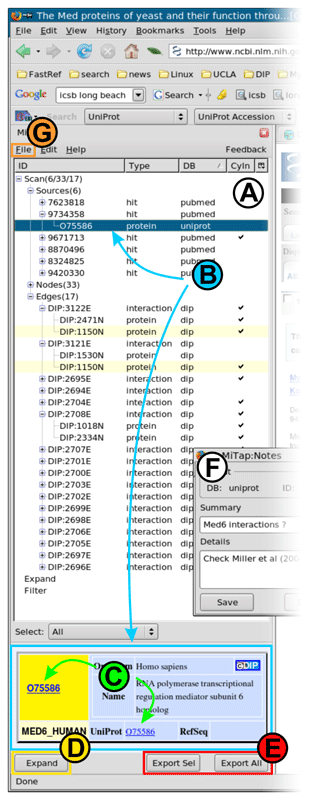 The Med proteins of yeast and their function throu...
File Edit View History Bookmarks Tools Help
http://www.ncbi.nlm.nih.go
FastRef search news Linux UCLA DIP
Google icsb long beach Search icsb long
Search UniProt UniProt Accession
G
File Edit Help Feedback
ID Type DB CyIn
Scan(6/33/17)
A
Sources(6)
7623818 hit pubmed
9734358 hit pubmed
O75586 protein uniprot
9671713 hit pubmed
B
8870496 hit pubmed
8324825 hit pubmed
9420330 hit pubmed
Nodes(33)
Edges(17)
DIP:3122E interaction dip
DIP:2471N protein dip
DIP:1150N protein dip
DIP:3121E interaction dip
DIP:1530N protein dip
DIP:1150N protein dip
DIP:2695E interaction dip
DIP:2694E interaction dip
DIP:2704E interaction dip
DIP:2708E interaction dip
DIP:1018N protein dip
DIP:2334N protein dip
DIP:2707E interaction dip
DIP:2701E interaction dip
DIP:2700E interaction dip
DIP:2703E interaction dip
DIP:2702E interaction dip
DIP:2699E interaction dip
DIP:2698E interaction dip
DIP:2706E interaction dip
DIP:2705E interaction dip
DIP:2697E interaction dip
DIP:2696E interaction dip
Expand
Filter
MiTap:Notes
F
DB: uniprot ID:
Summary
Med6 interactions ?
Details
Check Miller et al (200
Save
Select: All
Homo sapiens DIP
O75586
C
Name RNA polymerase transcriptional
regulation mediator subunit 6
homolog
MED6_HUMAN UniProt O75586 RefSeq
D
E
Expand Export Sel Export All
Done